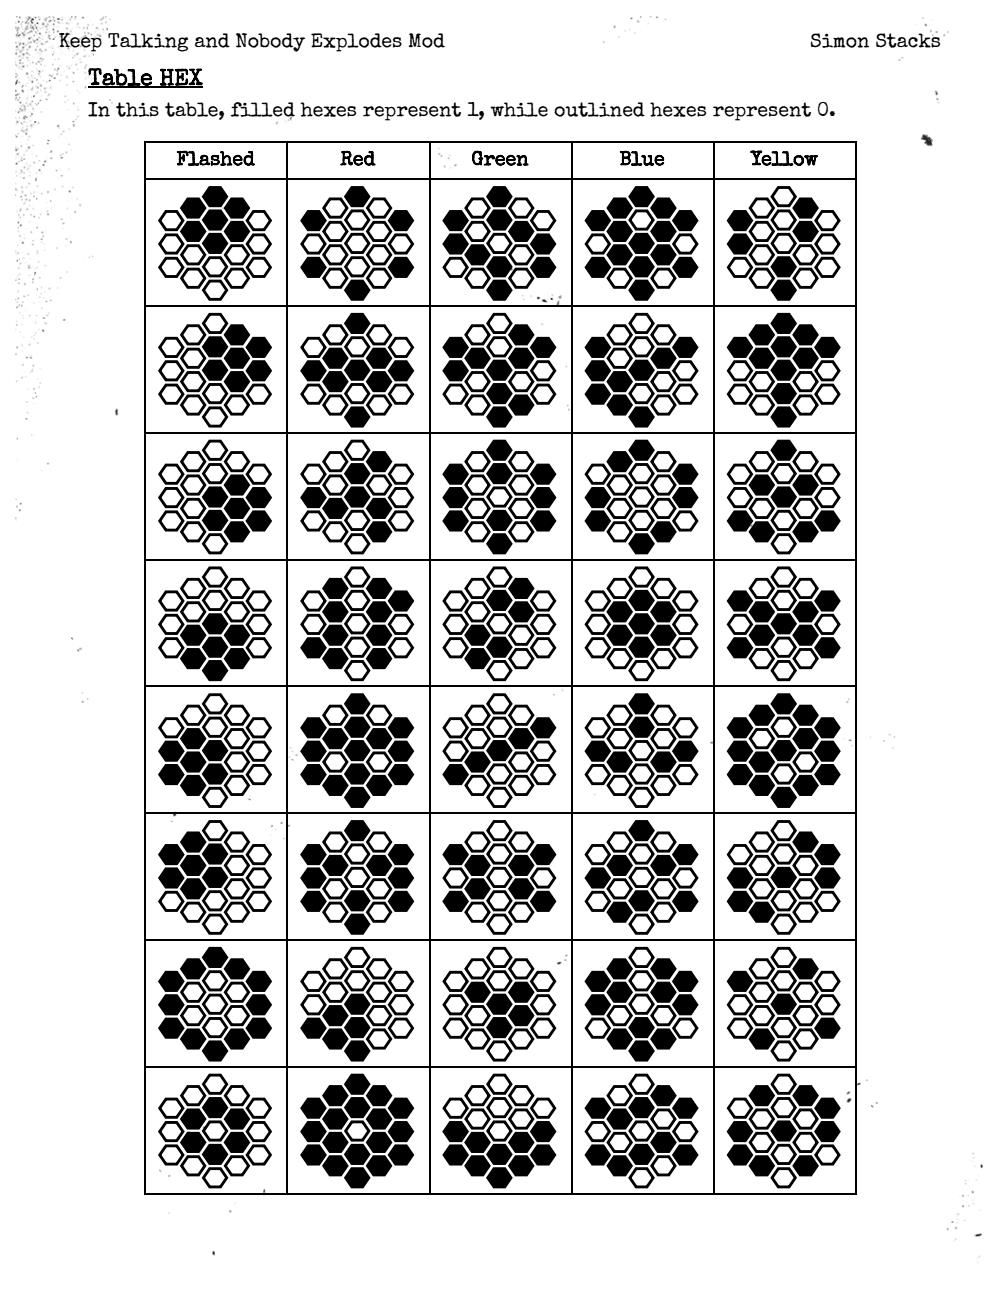 Keep Talking and Nobody Explodes Mod Simon Stacks
Table HEX
In this table, filled hexes represent 1, while outlined hexes represent 0.
Flashed Red Green Blue Yellow